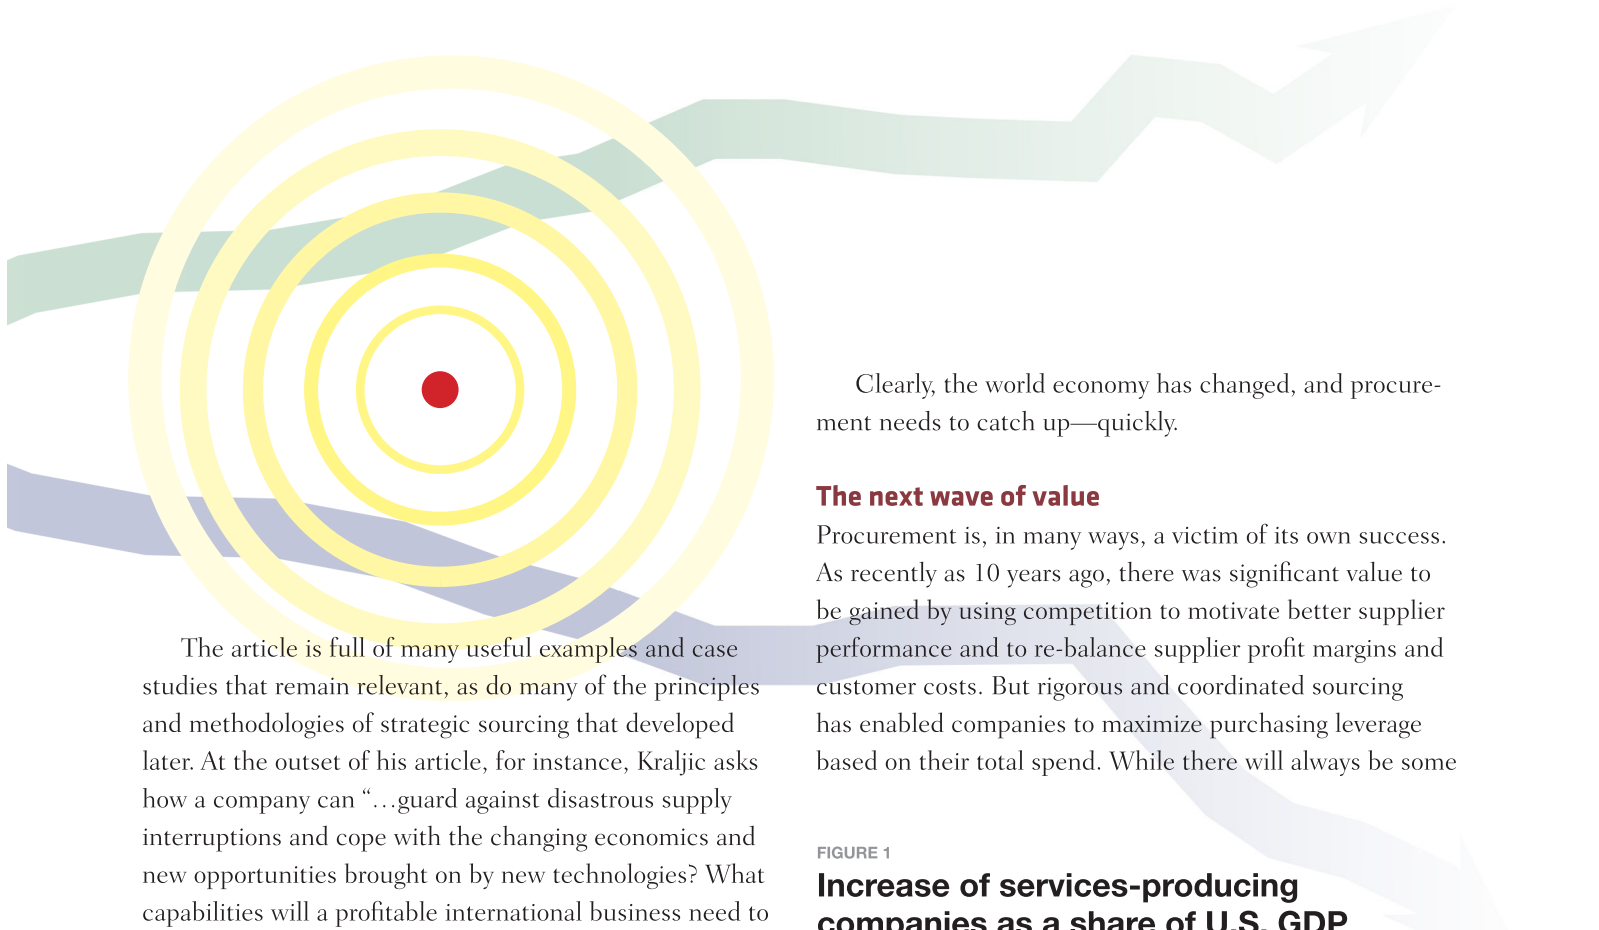 The article is full of many useful examples and case
studies that remain relevant, as do many of the principles
and methodologies of strategic sourcing that developed
later. At the outset of his article, for instance, Kraljic asks
how a company can “…guard against disastrous supply
interruptions and cope with the changing economics and
new opportunities brought on by new technologies? What
capabilities will a profitable international business need to
Clearly, the world economy has changed, and procure-
ment needs to catch up—quickly.
The next wave of value
Procurement is, in many ways, a victim of its own success.
As recently as 10 years ago, there was significant value to
be gained by using competition to motivate better supplier
performance and to re-balance supplier profit margins and
customer costs. But rigorous and coordinated sourcing
has enabled companies to maximize purchasing leverage
based on their total spend. While there will always be some
FIGURE 1
Increase of services-producing
companies as a share of U.S. GDP